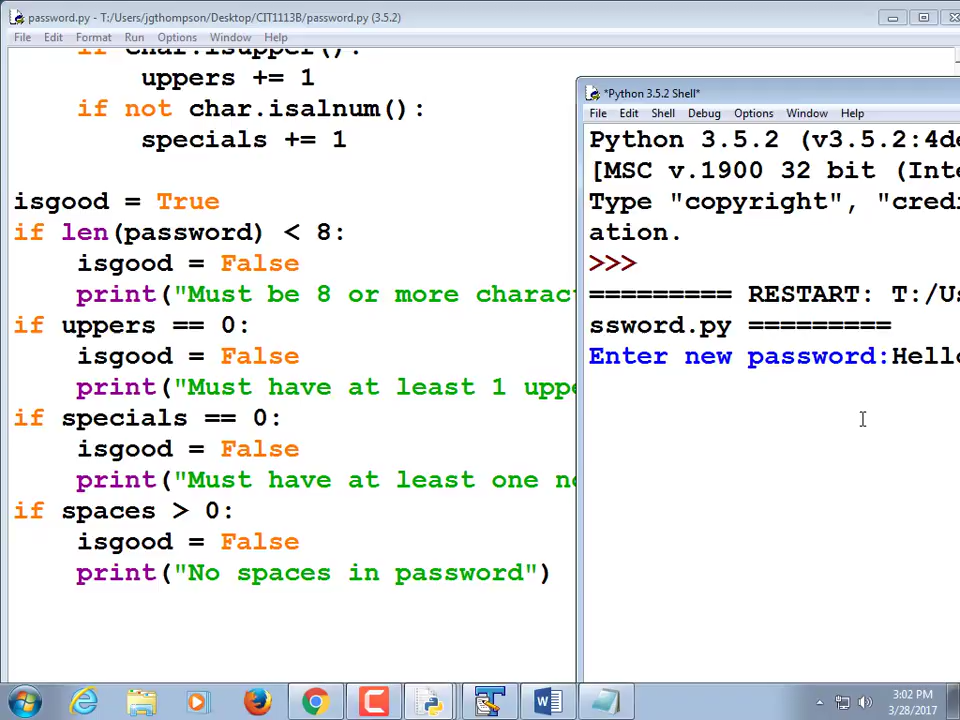 password.py - T:/Users/jgthompson/Desktop/CIT1113B/password.py (3.5.2)
File Edit Format Run Options Window Help
if char.isupper():
uppers += 1
if not char.isalnum():
specials += 1
isgood = True
if len(password) < 8:
isgood = False
print("Must be 8 or more charact
if uppers == 0:
isgood = False
print("Must have at least 1 uppe
if specials == 0:
isgood = False
print("Must have at least one no
if spaces > 0:
isgood = False
print("No spaces in password")
*Python 3.5.2 Shell*
File Edit Shell Debug Options Window Help
Python 3.5.2 (v3.5.2:4de
[MSC v.1900 32 bit (Inte
Type "copyright", "credi
ation.
>>>
========= RESTART: T:/Us
ssword.py =========
Enter new password:Hello
3:02 PM
3/28/2017